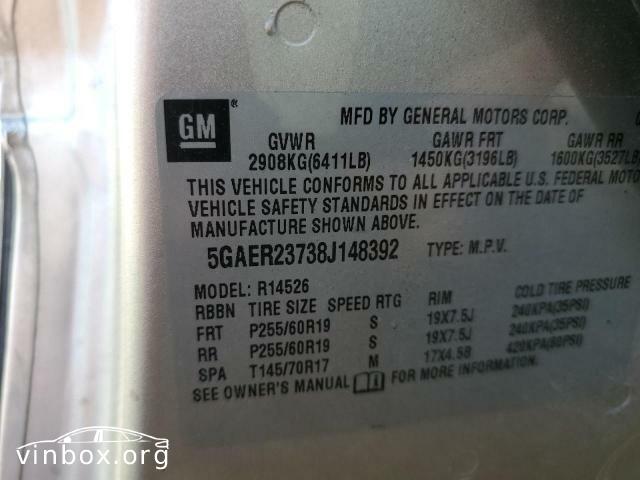 GM ® MFD BY GENERAL MOTORS CORP.
GVWR GAWR FRT GAWR RR
2908KG(6411LB) 1450KG(3196LB) 1600KG(3527LB
THIS VEHICLE CONFORMS TO ALL APPLICABLE U.S. FEDERAL MOTO
VEHICLE SAFETY STANDARDS IN EFFECT ON THE DATE OF
MANUFACTURE SHOWN ABOVE.
5GAER23738J148392 TYPE: M.P.V.
MODEL: R14526
RBBN TIRE SIZE SPEED RTG RIM COLD TIRE PRESSURE
FRT P255/60R19 S 19X7.5J 240KPA(35PSI)
RR P255/60R19 S 19X7.5J 240KPA(35PSI)
SPA T145/70R17 M 17X4.5B 420KPA(60PSI)
SEE OWNER'S MANUAL FOR MORE INFORMATION.
vinbox.org